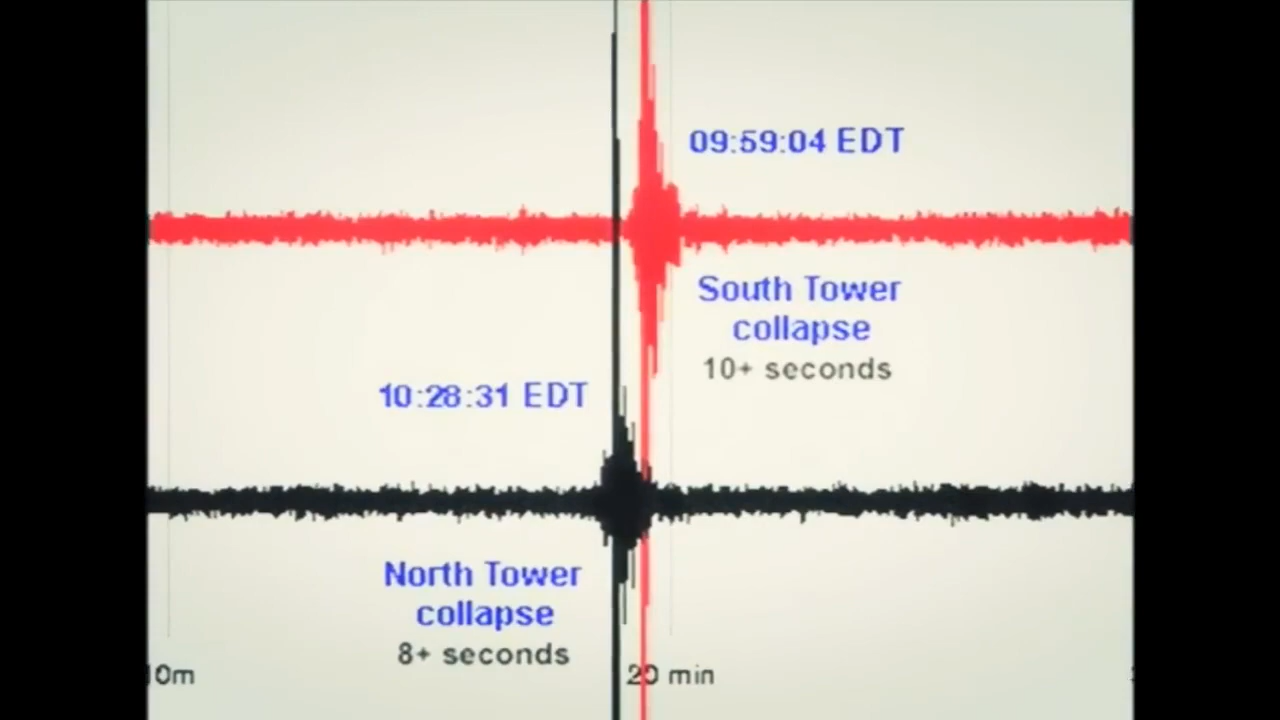 09:59:04 EDT
South Tower
collapse
10+ seconds
10:28:31 EDT
North Tower
collapse
8+ seconds
10m
20 min